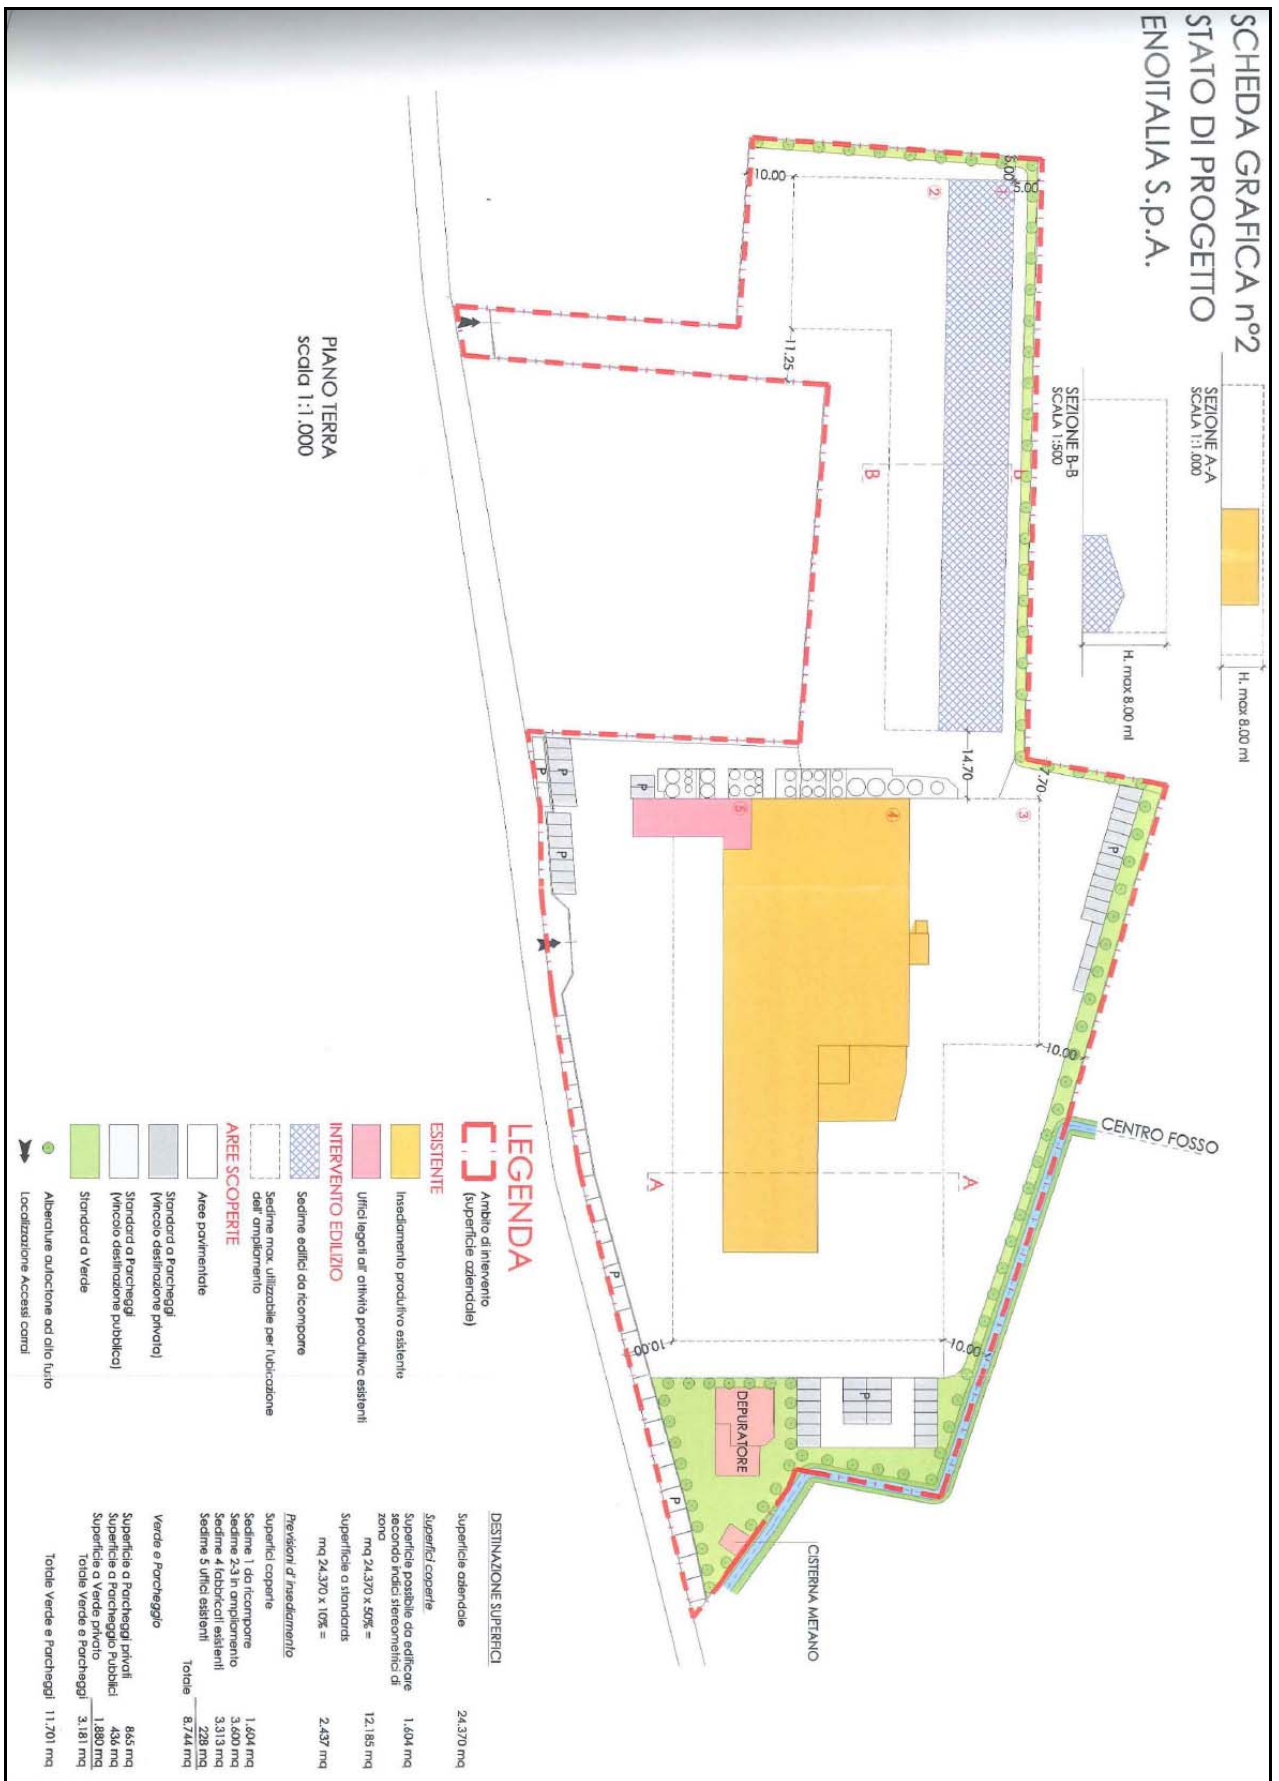 SCHEDA GRAFICA n°2
STATO DI PROGETTO
ENOITALIA S.p.A.
SEZIONE A-A
SCALA 1:1.000
H. max 8.00 ml
SEZIONE B-B
SCALA 1:500
H. max 8.00 ml
5.00
5.00
10.00
1
2
11.25
B
B
14.70
7.70
3
4
5
P
P
P
P
P
10.00
CENTRO FOSSO
A
A
10.00
10.00
P
P
P
DEPURATORE
CISTERNA METANO
PIANO TERRA
scala 1:1.000
LEGENDA
Ambito di intervento
(superficie aziendale)
ESISTENTE
Insediamento produttivo esistente
Uffici legati all' attività produttiva esistenti
INTERVENTO EDILIZIO
Sedime edifici da ricomporre
Sedime max. utilizzabile per l'ubicazione
dell' ampliamento
AREE SCOPERTE
Aree pavimentate
Standard a Parcheggi
(vincolo destinazione privata)
Standard a Parcheggi
(vincolo destinazione pubblica)
Standard a Verde
Alberature autoctone ad alto fusto
Localizzazione Accessi carrai
DESTINAZIONE SUPERFICI
Superficie aziendale 24.370 mq
Superfici coperte
Superficie possibile da edificare 1.604 mq
secondo indici stereometrici di
zona
mq 24.370 x 50% = 12.185 mq
Superficie a standards
mq 24.370 x 10% = 2.437 mq
Previsioni d' insediamento
Superfici coperte
Sedime 1 da ricomporre 1.604 mq
Sedime 2-3 in ampliamento 3.600 mq
Sedime 4 fabbricati esistenti 3.313 mq
Sedime 5 uffici esistenti 228 mq
Totale 8.744 mq
Verde e Parcheggio
Superficie a Parcheggi privati 865 mq
Superficie a Parcheggio Pubblici 436 mq
Superficie a Verde privato 1.880 mq
Totale Verde e Parcheggi 3.181 mq
Totale Verde e Parcheggi 11.701 mq